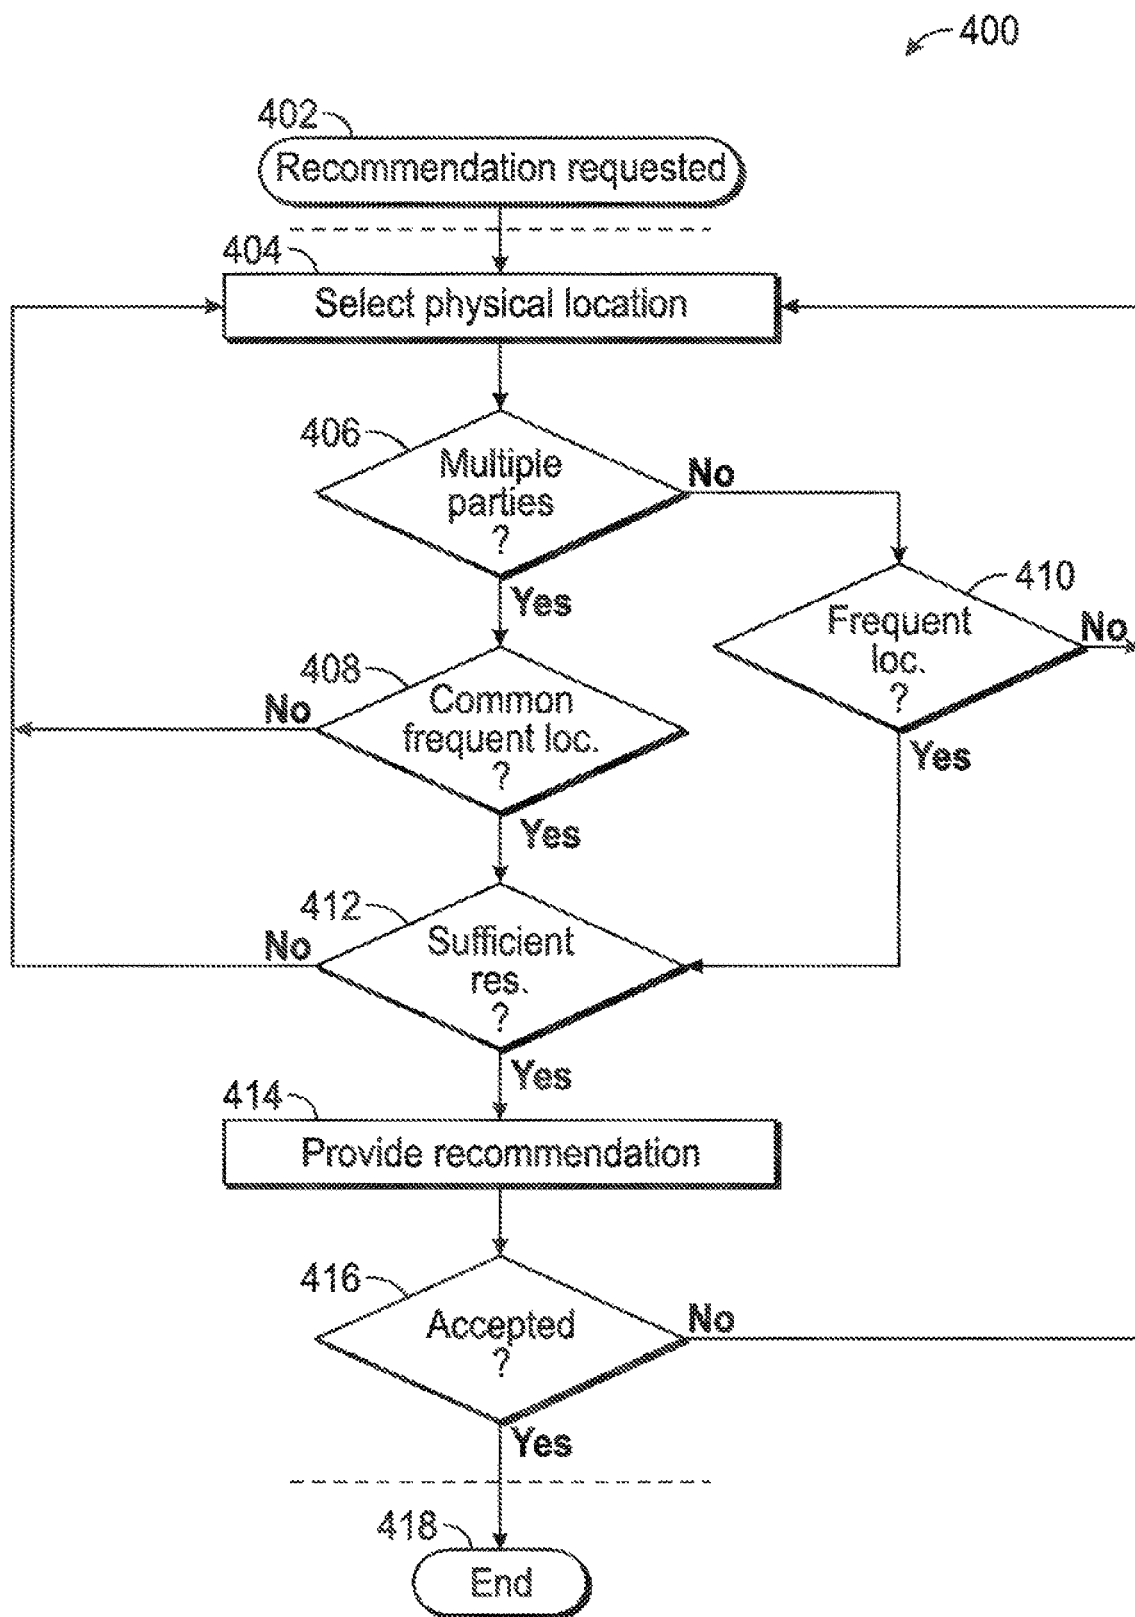 400
402
Recommendation requested
404
Select physical location
406
Multiple
parties
?
No
Yes
410
Frequent
loc.
?
No
Yes
408
Common
frequent loc.
?
No
Yes
412
Sufficient
res.
?
No
Yes
414
Provide recommendation
416
Accepted
?
No
Yes
418
End